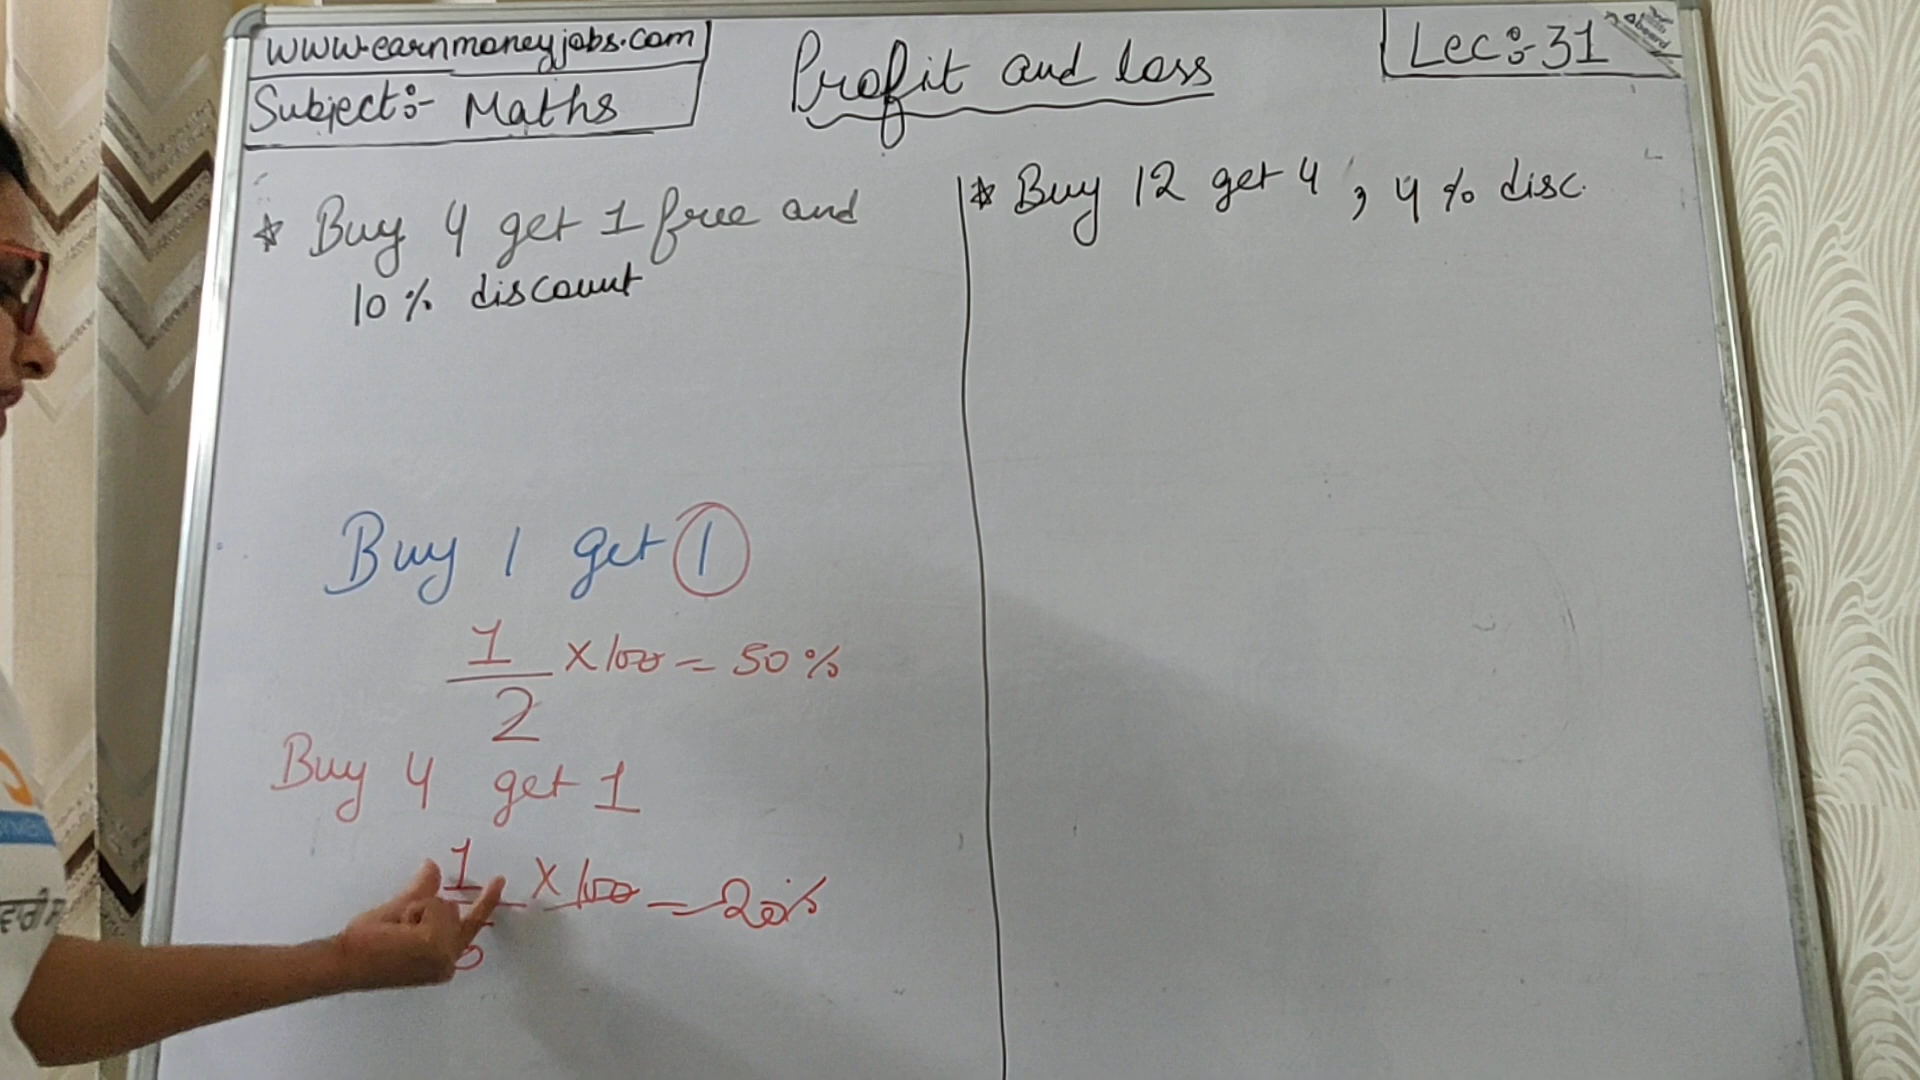 www.earnmoneyjobs.com
Subject:- Maths
Profit and loss
Lec:-31
* Buy 4 get 1 free and
10% discount
Buy 1 get 1
1/2 ×100 = 50%
Buy 4 get 1
1/5 ×100 = 20%
* Buy 12 get 4, 4% disc.